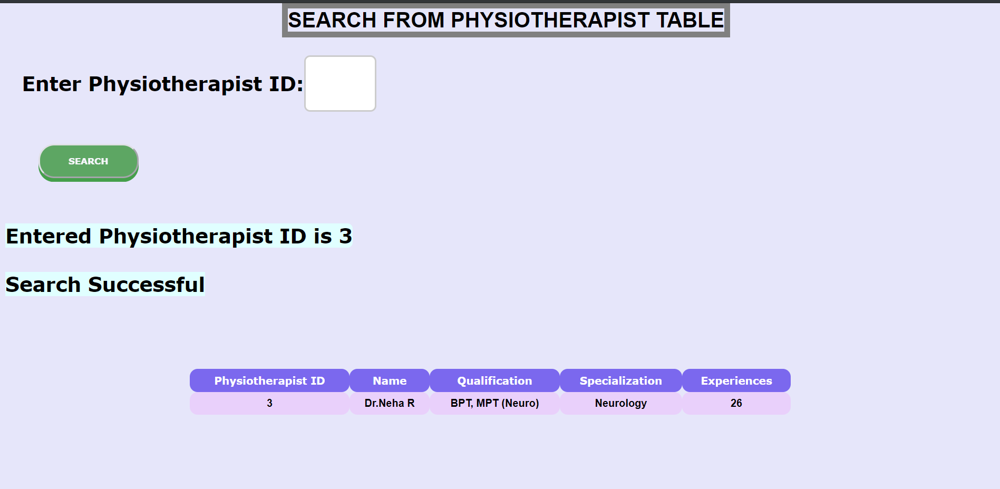 SEARCH FROM PHYSIOTHERAPIST TABLE
Enter Physiotherapist ID:
SEARCH
Entered Physiotherapist ID is 3
Search Successful
Physiotherapist ID Name Qualification Specialization Experiences
3 Dr.Neha R BPT, MPT (Neuro) Neurology 26